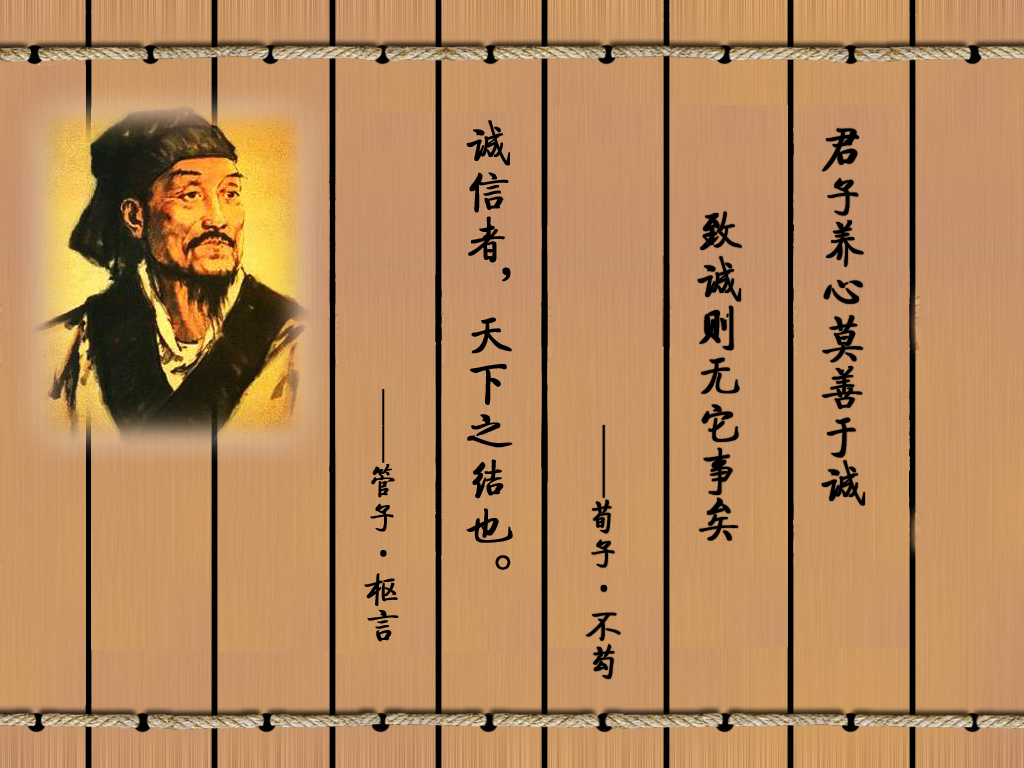 君子养心莫善于诚
致诚则无它事矣
——荀子·不芶
诚信者，天下之结也。
——管子·枢言